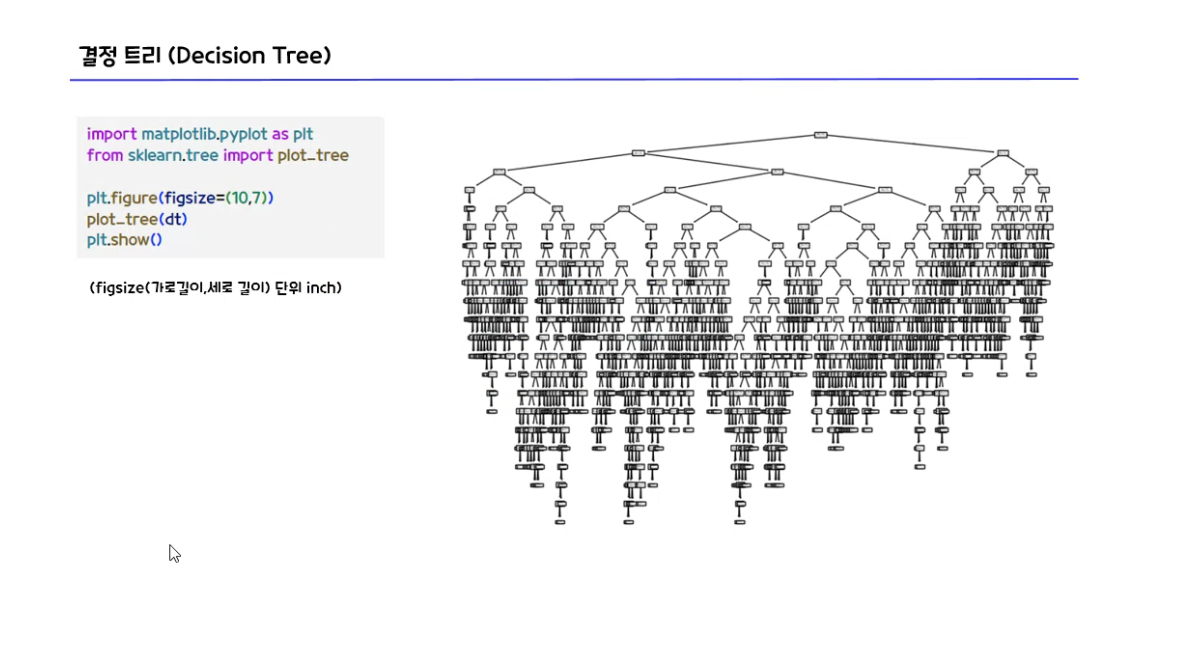 결정 트리 (Decision Tree)
import matplotlib.pyplot as plt
from sklearn.tree import plot_tree
plt.figure(figsize=(10,7))
plot_tree(dt)
plt.show()
(figsize(가로길이,세로 길이) 단위 inch)